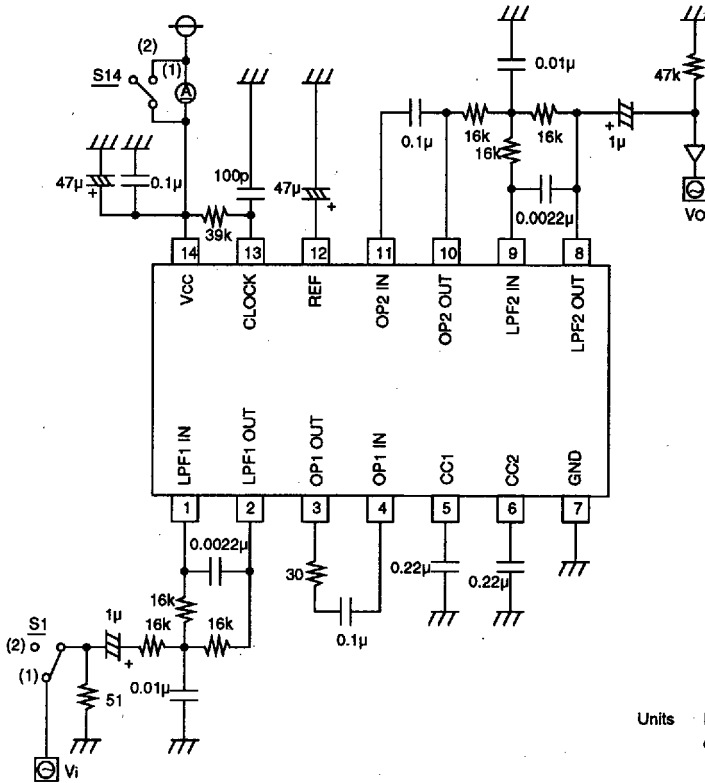 (2)
S14
(1)
A
47μ
+
0.1μ
100p
47μ
+
39k
0.1μ
16k
16k
16k
0.01μ
0.0022μ
+
1μ
47k
VO
14
13
12
11
10
9
8
VCC
CLOCK
REF
OP2 IN
OP2 OUT
LPF2 IN
LPF2 OUT
LPF1 IN
LPF1 OUT
OP1 OUT
OP1 IN
CC1
CC2
GND
1
2
3
4
5
6
7
0.0022μ
30
0.1μ
0.22μ
0.22μ
16k
16k
16k
1μ
+
S1
(2)
(1)
51
0.01μ
Vi
Units